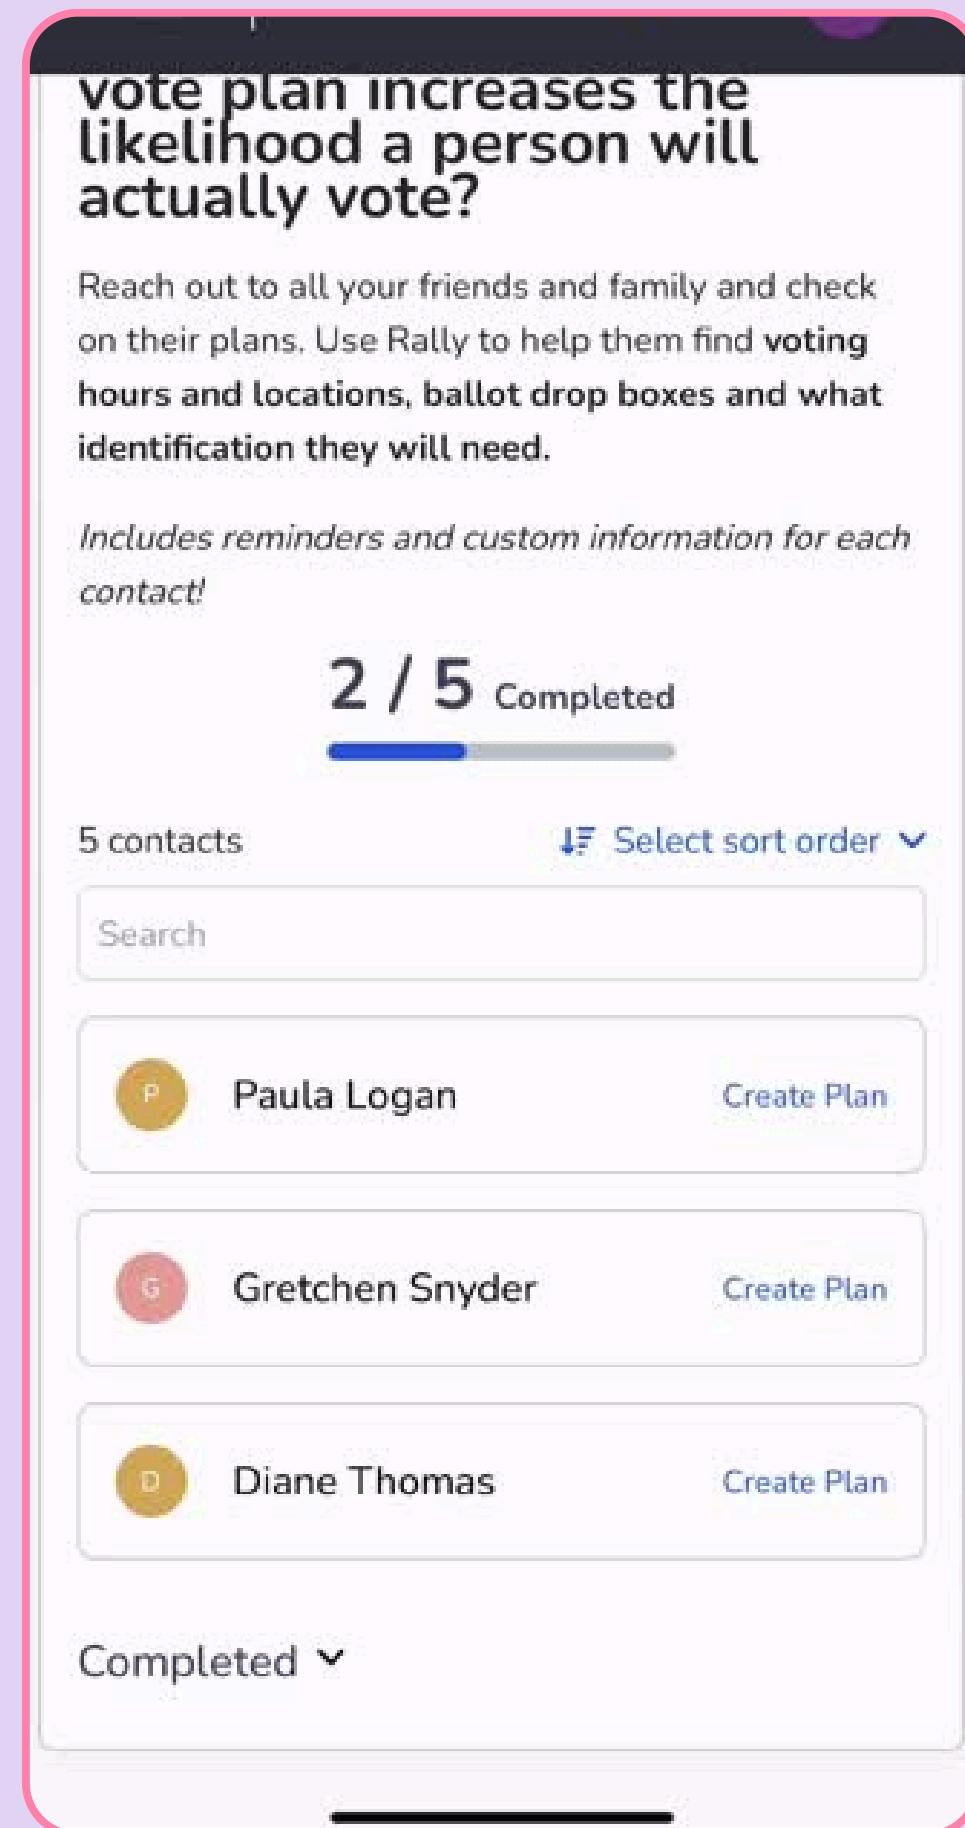 vote plan increases the
likelihood a person will
actually vote?
Reach out to all your friends and family and check
on their plans. Use Rally to help them find voting
hours and locations, ballot drop boxes and what
identification they will need.
Includes reminders and custom information for each
contact!
2 / 5 Completed
5 contacts
Select sort order
Search
P
Paula Logan
Create Plan
G
Gretchen Snyder
Create Plan
D
Diane Thomas
Create Plan
Completed